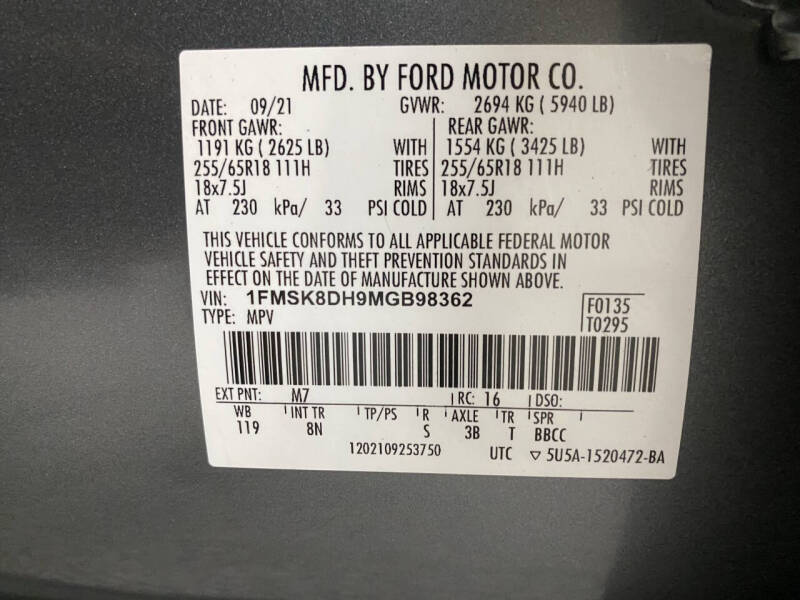 MFD. BY FORD MOTOR CO.
DATE: 09/21 GVWR: 2694 KG ( 5940 LB)
FRONT GAWR: REAR GAWR:
1191 KG ( 2625 LB) WITH 1554 KG ( 3425 LB) WITH
255/65R18 111H TIRES 255/65R18 111H TIRES
18x7.5J RIMS 18x7.5J RIMS
AT 230 kPa/ 33 PSI COLD AT 230 kPa/ 33 PSI COLD
THIS VEHICLE CONFORMS TO ALL APPLICABLE FEDERAL MOTOR
VEHICLE SAFETY AND THEFT PREVENTION STANDARDS IN
EFFECT ON THE DATE OF MANUFACTURE SHOWN ABOVE.
VIN: 1FMSK8DH9MGB98362 F0135
TYPE: MPV T0295
EXT PNT: M7 RC: 16 DSO:
WB INT TR TP/PS R AXLE TR SPR
119 8N S 3B T BBCC
1202109253750 UTC ▽ 5U5A-1520472-BA